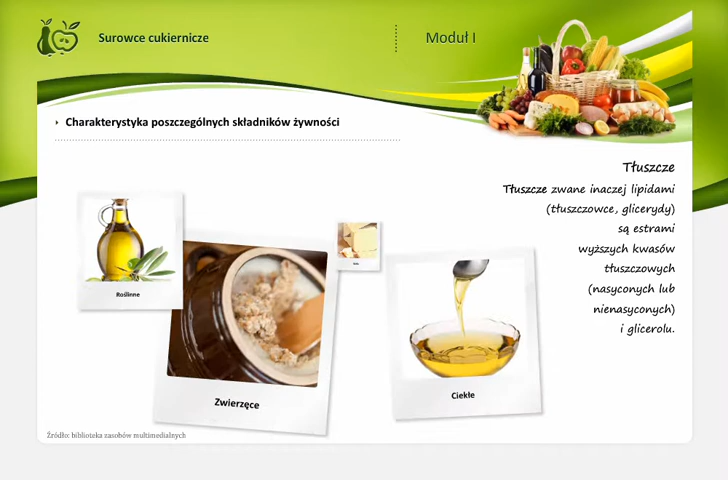 Surowce cukiernicze
Moduł I
Charakterystyka poszczególnych składników żywności
Tłuszcze
Tłuszcze zwane inaczej lipidami
(tłuszczowce, glicerydy)
są estrami
wyższych kwasów
tłuszczowych
(nasyconych lub
nienasyconych)
i glicerolu.
Roślinne
Zwierzęce
Ciekłe
Źródło: biblioteka zasobów multimedialnych